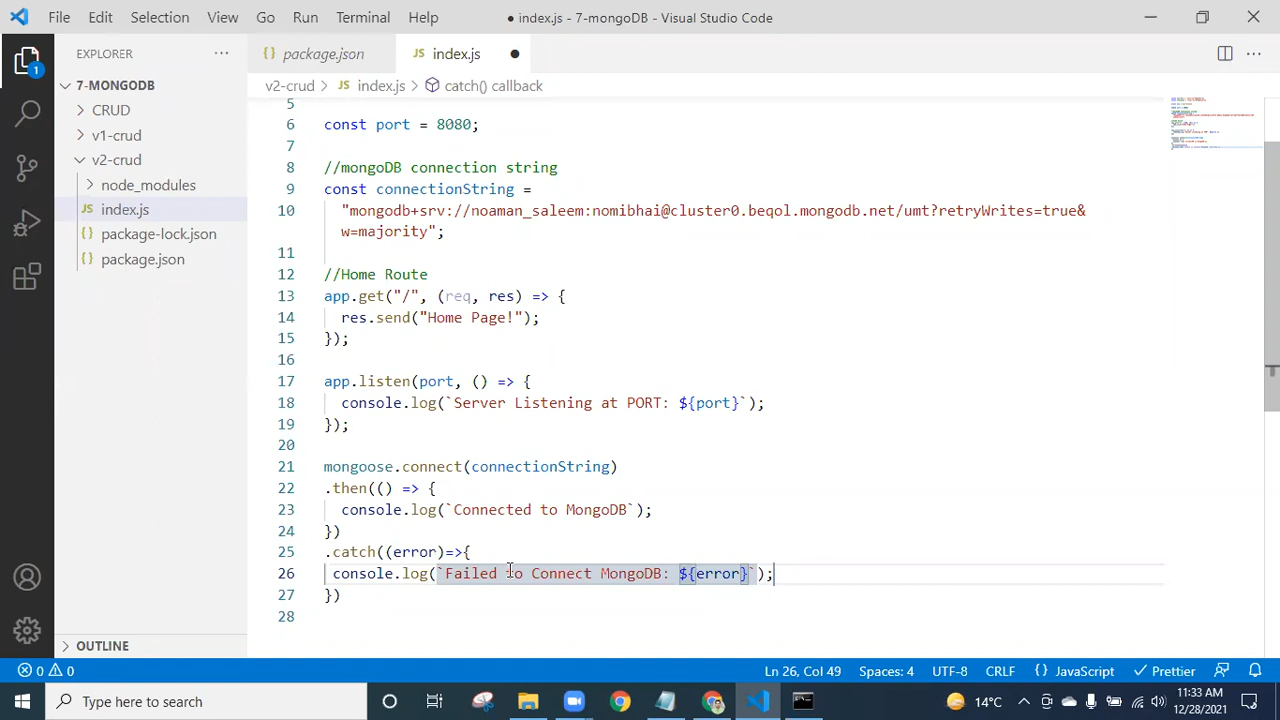 File Edit Selection View Go Run Terminal Help
● index.js - 7-mongoDB - Visual Studio Code
EXPLORER
{} package.json
JS index.js ●
1
7-MONGODB
v2-crud > JS index.js > catch() callback
CRUD
v1-crud
v2-crud
node_modules
JS index.js
{} package-lock.json
{} package.json
5
6 const port = 8080;
7
8 //mongoDB connection string
9 const connectionString =
10 "mongodb+srv://noaman_saleem:nomibhai@cluster0.beqol.mongodb.net/umt?retryWrites=true&
w=majority";
11
12 //Home Route
13 app.get("/", (req, res) => {
14 res.send("Home Page!");
15 });
16
17 app.listen(port, () => {
18 console.log(`Server Listening at PORT: ${port}`);
19 });
20
21 mongoose.connect(connectionString)
22 .then(() => {
23 console.log(`Connected to MongoDB`);
24 })
25 .catch((error)=>{
26 console.log(`Failed to Connect MongoDB: ${error}`);
27 })
28
OUTLINE
0 0
Ln 26, Col 49 Spaces: 4 UTF-8 CRLF {} JavaScript Prettier
Type here to search
14°C
11:33 AM
12/28/2021